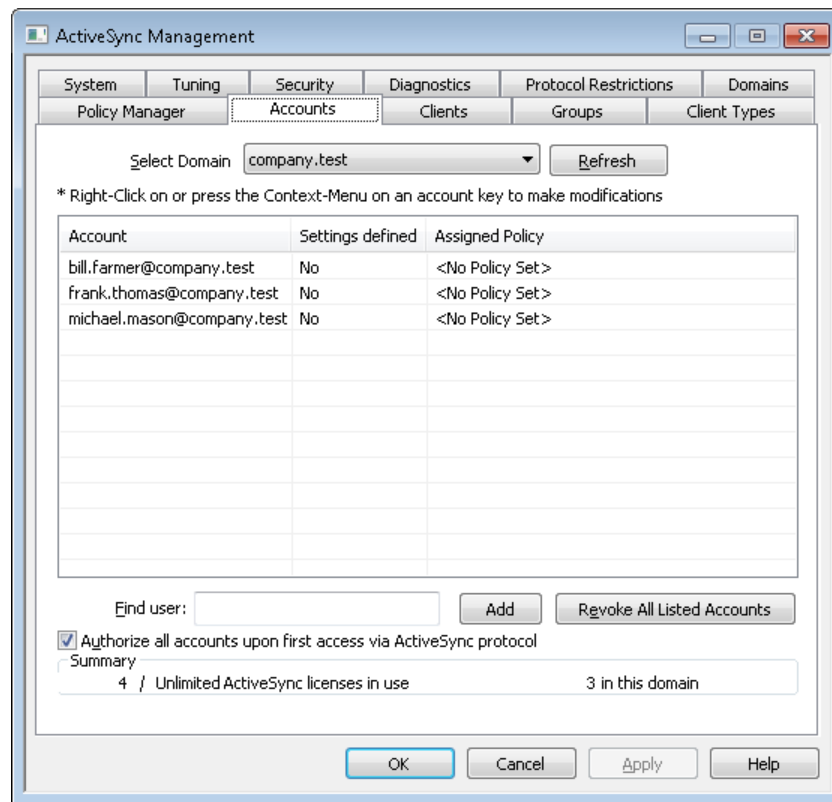 ActiveSync Management
System Tuning Security Diagnostics Protocol Restrictions Domains
Policy Manager Accounts Clients Groups Client Types
Select Domain company.test Refresh
* Right-Click on or press the Context-Menu on an account key to make modifications
Account Settings defined Assigned Policy
bill.farmer@company.test No <No Policy Set>
frank.thomas@company.test No <No Policy Set>
michael.mason@company.test No <No Policy Set>
Find user: Add Revoke All Listed Accounts
Authorize all accounts upon first access via ActiveSync protocol
Summary
4 / Unlimited ActiveSync licenses in use 3 in this domain
OK Cancel Apply Help